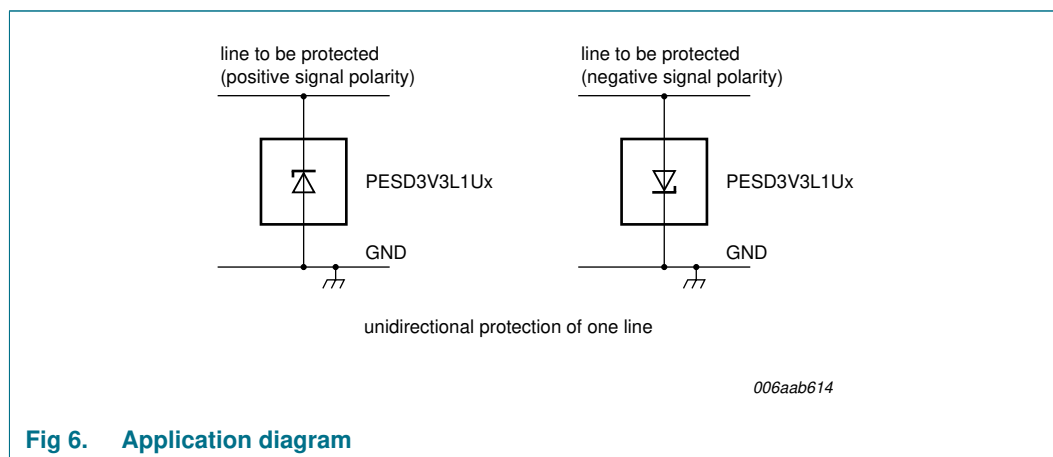 line to be protected
(positive signal polarity)
PESD3V3L1Ux
GND
line to be protected
(negative signal polarity)
PESD3V3L1Ux
GND
unidirectional protection of one line
006aab614
Fig 6. Application diagram